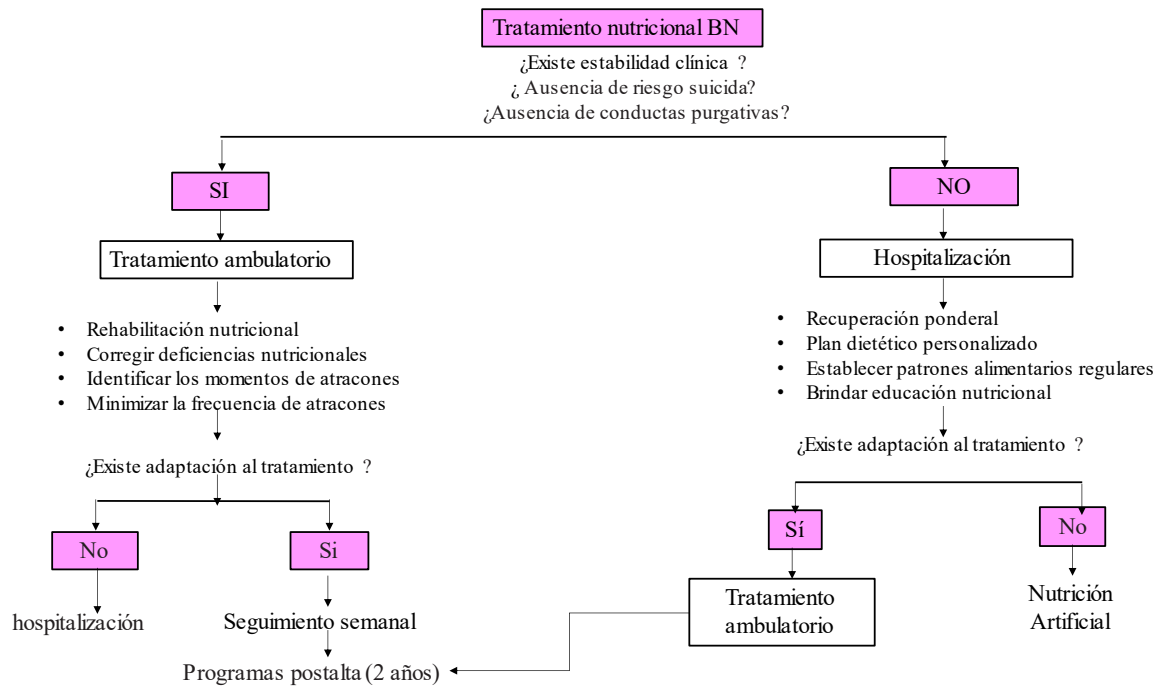 Tratamiento nutricional BN
¿Existe estabilidad clínica ?
¿ Ausencia de riesgo suicida?
¿Ausencia de conductas purgativas?
SI
NO
Tratamiento ambulatorio
Hospitalización
• Rehabilitación nutricional
• Corregir deficiencias nutricionales
• Identificar los momentos de atracones
• Minimizar la frecuencia de atracones
• Recuperación ponderal
• Plan dietético personalizado
• Establecer patrones alimentarios regulares
• Brindar educación nutricional
¿Existe adaptación al tratamiento ?
¿Existe adaptación al tratamiento ?
No
Si
Sí
No
hospitalización
Seguimiento semanal
Tratamiento
ambulatorio
Nutrición
Artificial
Programas postalta (2 años)